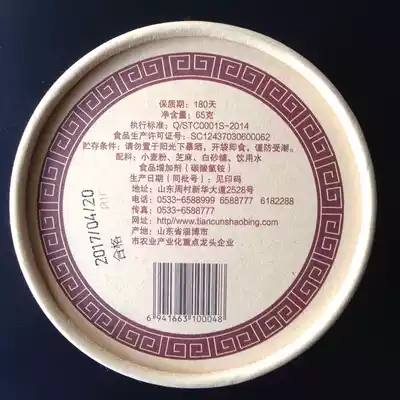 保质期：180天
净含量：65克
执行标准：Q/STC0001S-2014
食品生产许可证号：SC12437030600062
贮存条件：请勿置于阳光下暴晒，开袋即食，谨防受潮。
配料：小麦粉、芝麻、白砂糖、饮用水
食品增加剂（碳酸氢铵）
生产日期（同批号）：见印码
地址：山东周村新华大道2528号
电话：0533-6588999 6588777 6182288
传真：0533-6588777
网址：http://www.tiancunshaobing.com
产地：山东省淄博市
市农业产业化重点龙头企业
2017/04/20
合格
6 941663 100048